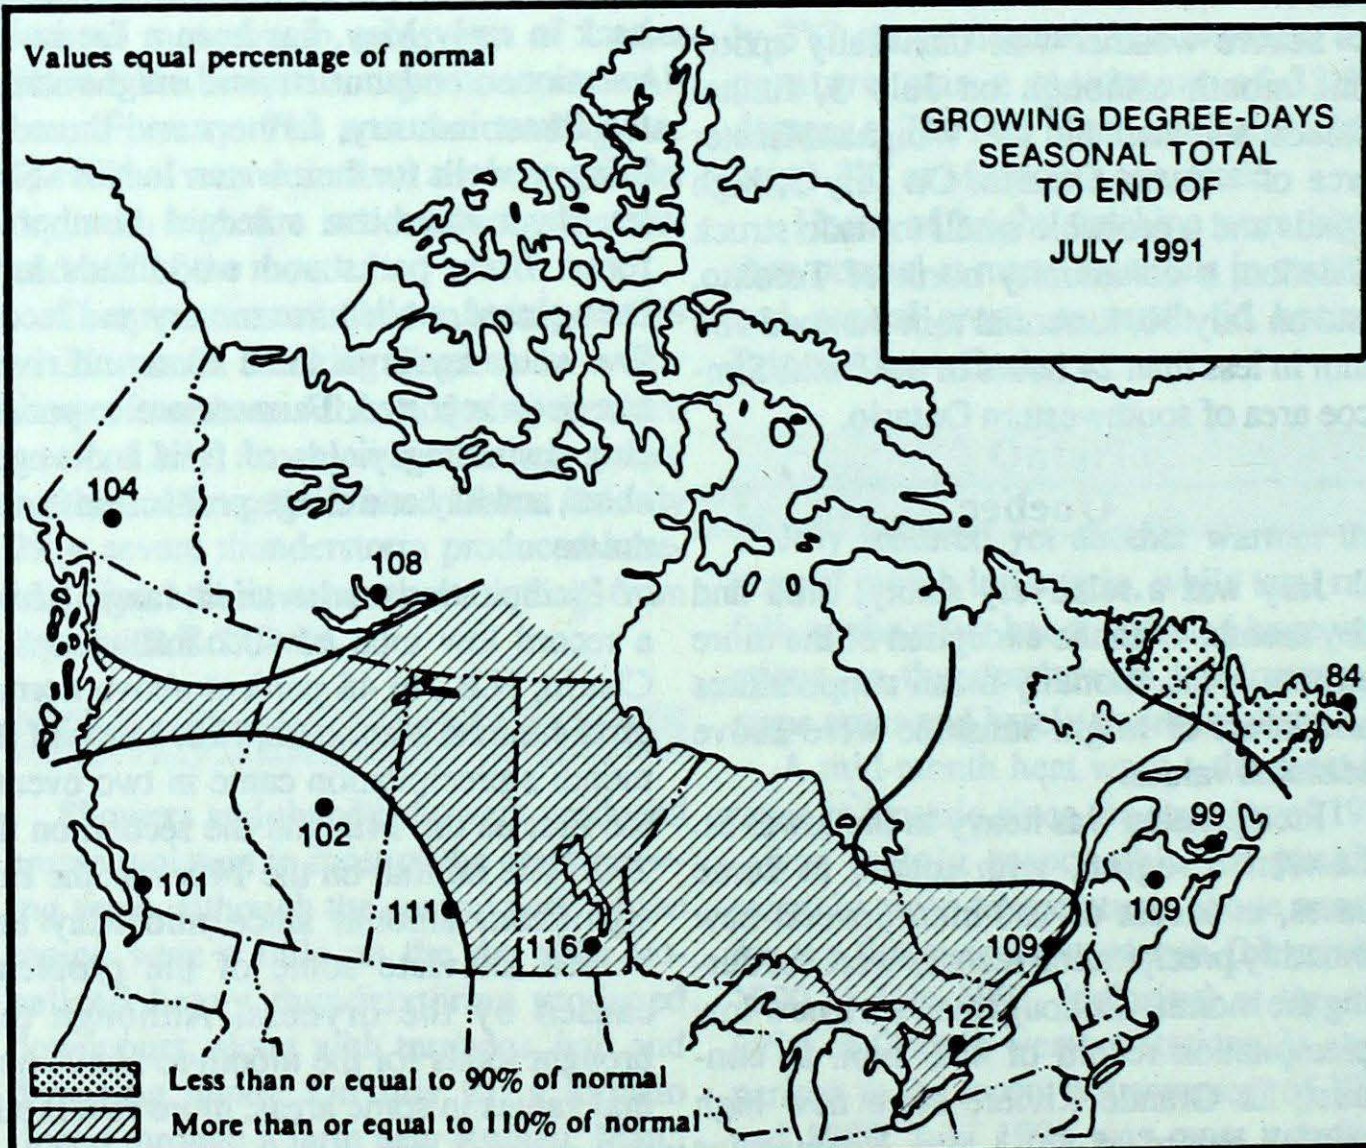 Values equal percentage of normal
GROWING DEGREE-DAYS
SEASONAL TOTAL
TO END OF
JULY 1991
104
108
84
102
99
101
109
111
116
109
122
Less than or equal to 90% of normal
More than or equal to 110% of normal